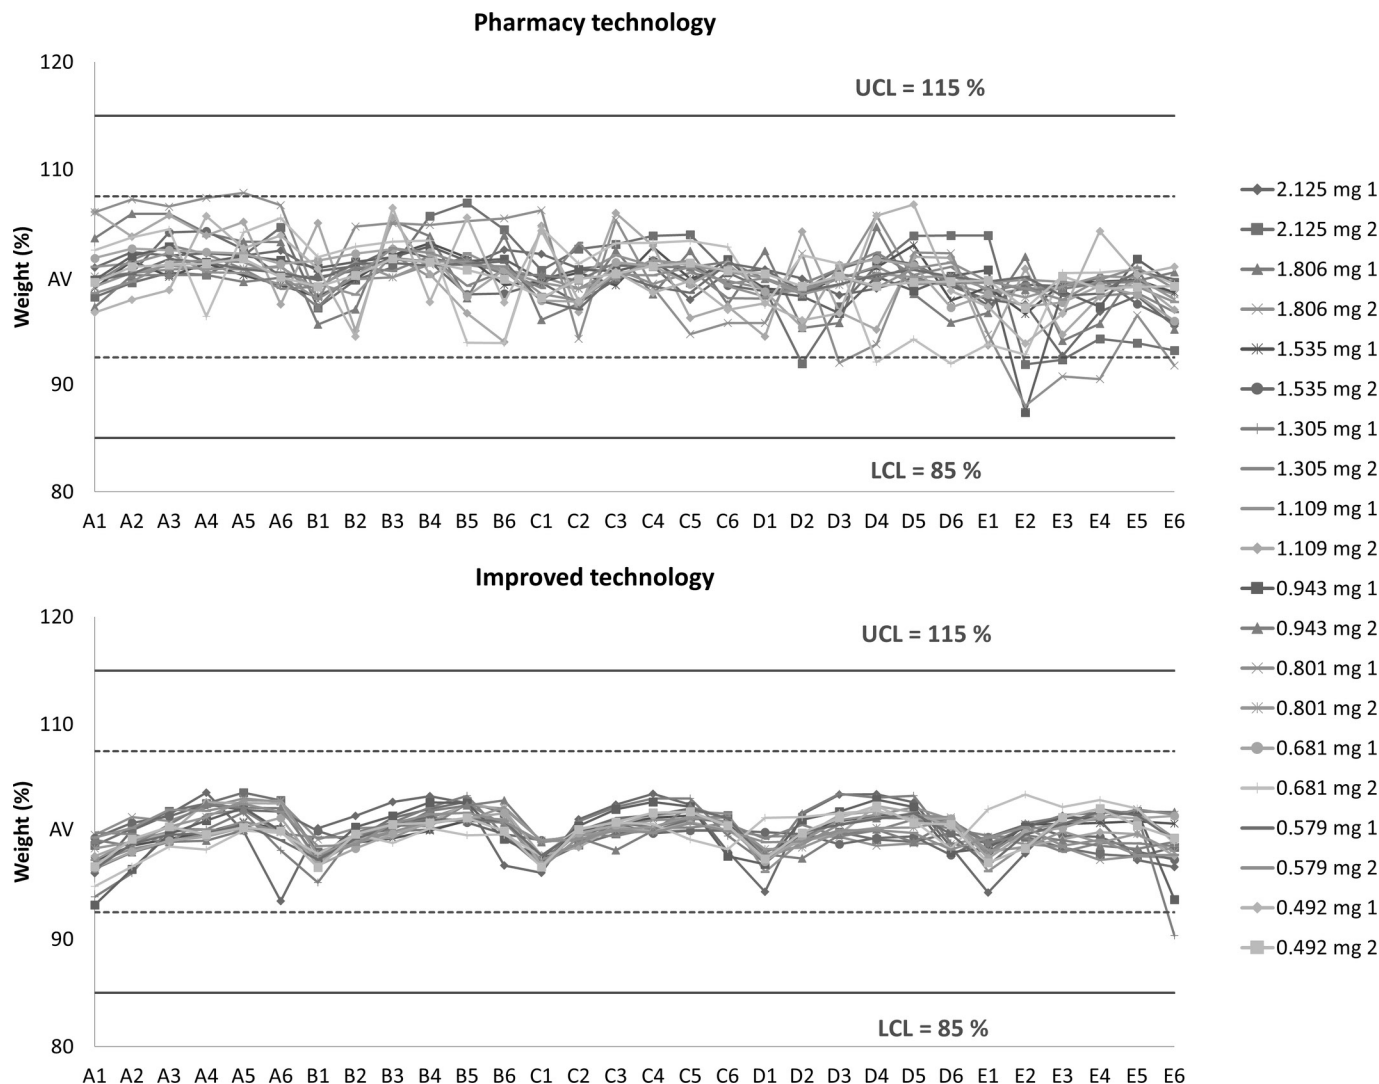 Pharmacy technology
120
UCL = 115 %
110
Weight (%)
AV
90
LCL = 85 %
80
A1 A2 A3 A4 A5 A6 B1 B2 B3 B4 B5 B6 C1 C2 C3 C4 C5 C6 D1 D2 D3 D4 D5 D6 E1 E2 E3 E4 E5 E6
Improved technology
120
UCL = 115 %
110
Weight (%)
AV
90
LCL = 85 %
80
A1 A2 A3 A4 A5 A6 B1 B2 B3 B4 B5 B6 C1 C2 C3 C4 C5 C6 D1 D2 D3 D4 D5 D6 E1 E2 E3 E4 E5 E6
2.125 mg 1
2.125 mg 2
1.806 mg 1
1.806 mg 2
1.535 mg 1
1.535 mg 2
1.305 mg 1
1.305 mg 2
1.109 mg 1
1.109 mg 2
0.943 mg 1
0.943 mg 2
0.801 mg 1
0.801 mg 2
0.681 mg 1
0.681 mg 2
0.579 mg 1
0.579 mg 2
0.492 mg 1
0.492 mg 2